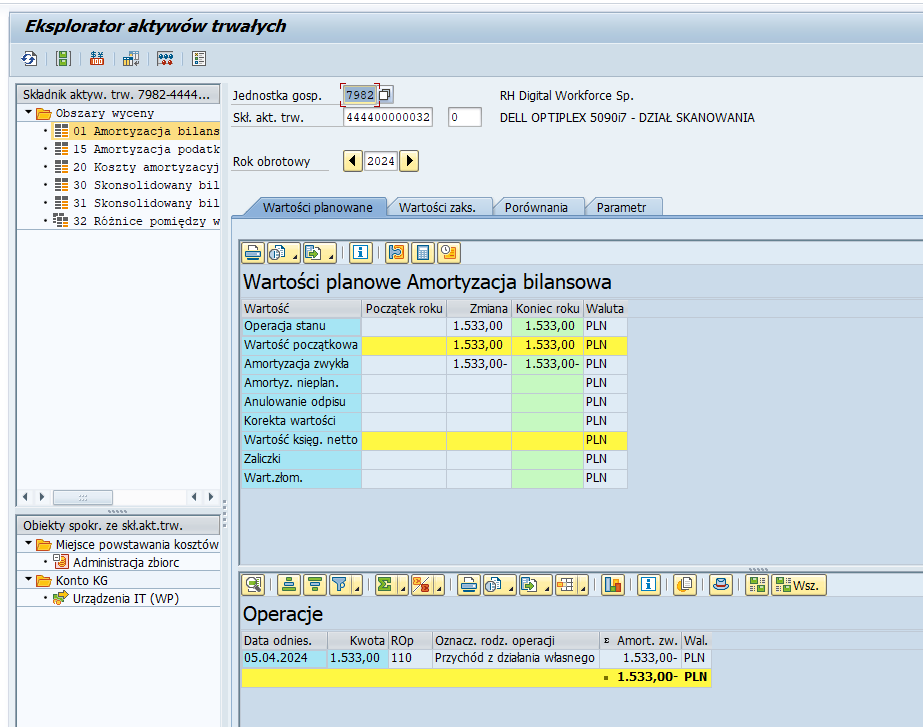 Eksplorator aktywów trwałych
Składnik aktyw. trw. 7982-4444...
Obszary wyceny
01 Amortyzacja bilans
15 Amortyzacja podatk
20 Koszty amortyzacyj
30 Skonsolidowany bil
31 Skonsolidowany bil
32 Różnice pomiędzy w
Obiekty spokr. ze skł.akt.trw.
Miejsce powstawania kosztów
Administracja zbiorc
Konto KG
Urządzenia IT (WP)
Jednostka gosp. 7982 RH Digital Workforce Sp.
Skł. akt. trw. 444400000032 0 DELL OPTIPLEX 5090i7 - DZIAŁ SKANOWANIA
Rok obrotowy 2024
Wartości planowane Wartości zaks. Porównania Parametr
Wartości planowe Amortyzacja bilansowa
Wartość Początek roku Zmiana Koniec roku Waluta
Operacja stanu 1.533,00 1.533,00 PLN
Wartość początkowa 1.533,00 1.533,00 PLN
Amortyzacja zwykła 1.533,00- 1.533,00- PLN
Amortyz. nieplan. PLN
Anulowanie odpisu PLN
Korekta wartości PLN
Wartość księg. netto PLN
Zaliczki PLN
Wart.złom. PLN
Wsz.
Operacje
Data odnies. Kwota ROp Oznacz. rodz. operacji Σ Amort. zw. Wal.
05.04.2024 1.533,00 110 Przychód z działania własnego 1.533,00- PLN
1.533,00- PLN